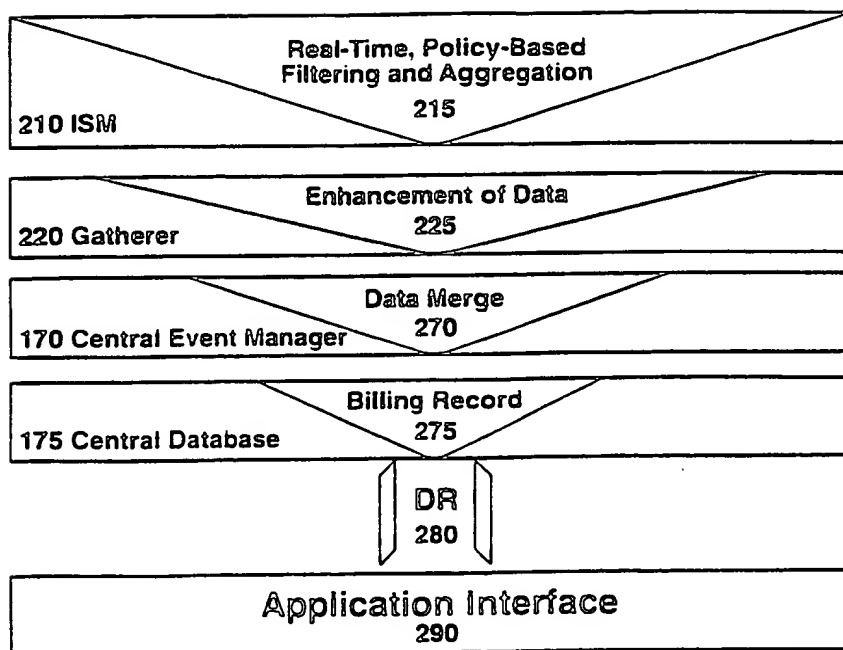 Real-Time, Policy-Based
Filtering and Aggregation
215
210 ISM
Enhancement of Data
225
220 Gatherer
Data Merge
270
170 Central Event Manager
Billing Record
275
175 Central Database
DR
280
Application Interface
290